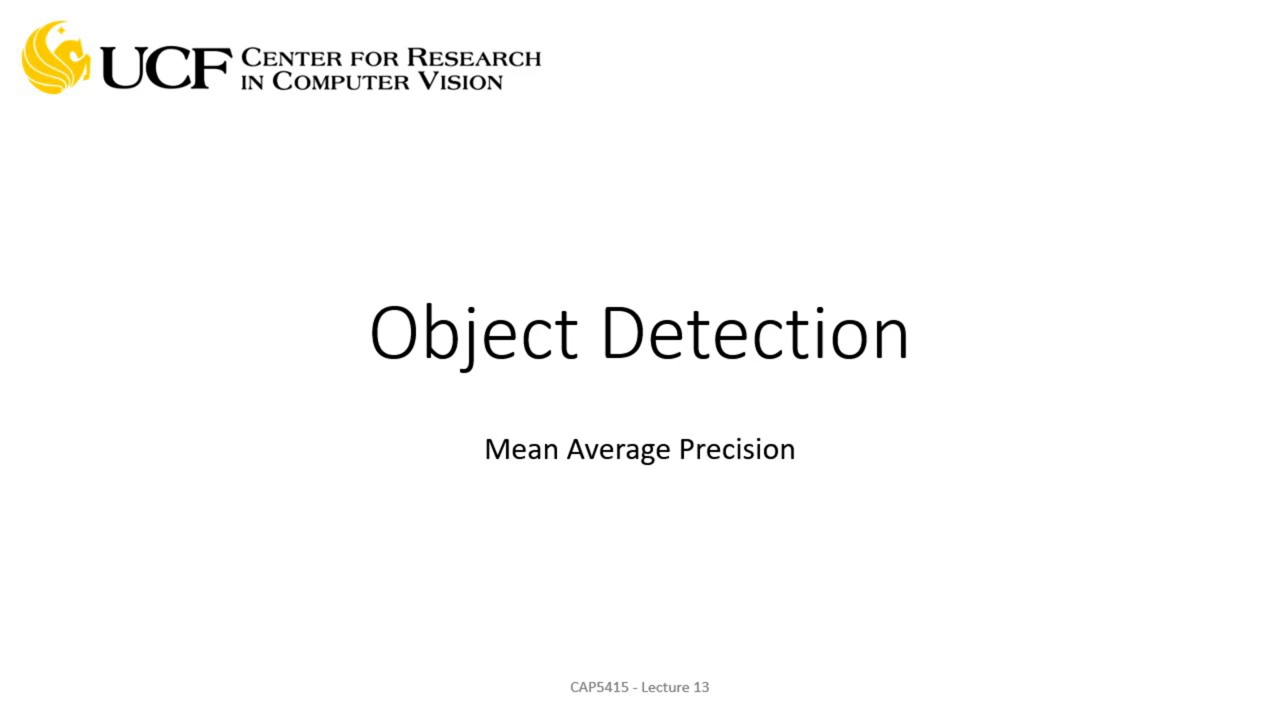 UCF CENTER FOR RESEARCH
IN COMPUTER VISION
Object Detection
Mean Average Precision
CAP5415 - Lecture 13